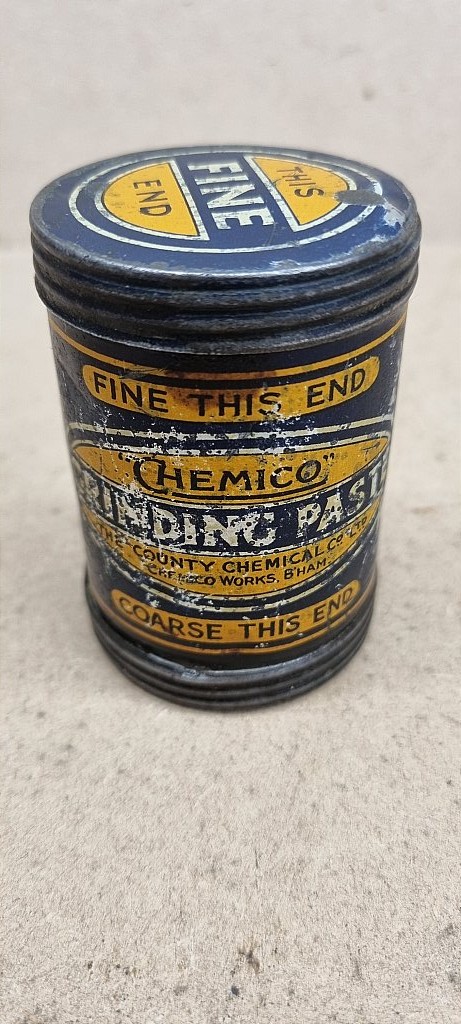 THIS
FINE
END
FINE THIS END
"CHEMICO"
GRINDING PASTE
THE COUNTY CHEMICAL CO. LTD.
CHEMICO WORKS, B'HAM.
COARSE THIS END